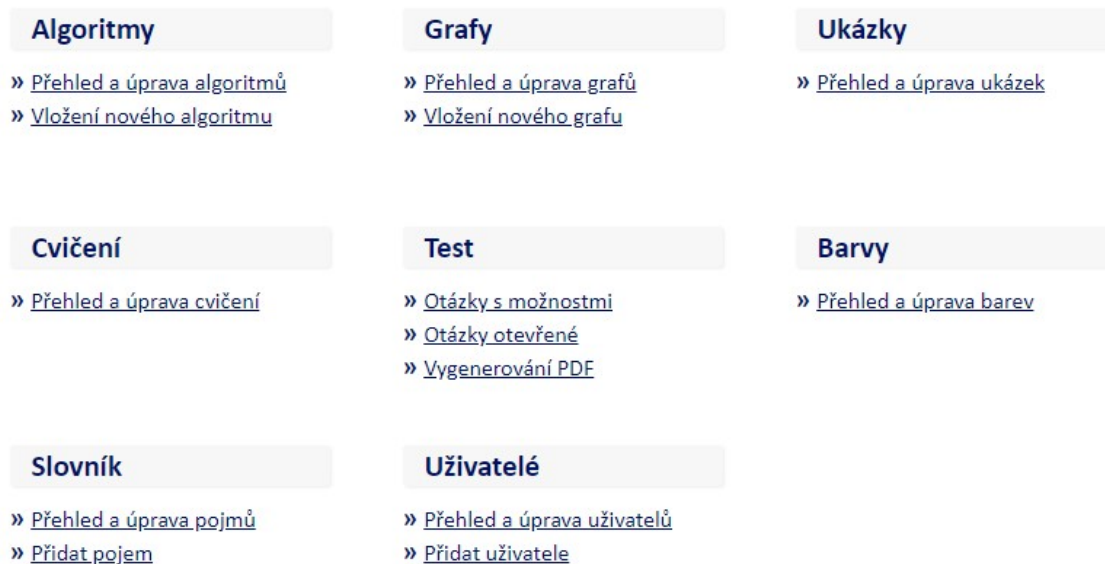 Algoritmy
» Přehled a úprava algoritmů
» Vložení nového algoritmu
Grafy
» Přehled a úprava grafů
» Vložení nového grafu
Ukázky
» Přehled a úprava ukázek
Cvičení
» Přehled a úprava cvičení
Test
» Otázky s možnostmi
» Otázky otevřené
» Vygenerování PDF
Barvy
» Přehled a úprava barev
Slovník
» Přehled a úprava pojmů
» Přidat pojem
Uživatelé
» Přehled a úprava uživatelů
» Přidat uživatele